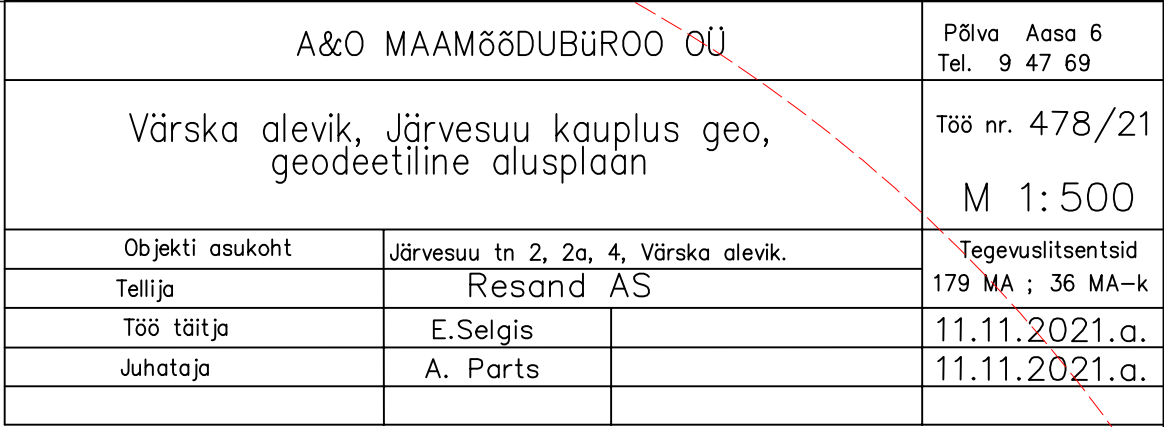 A&O MAAMõõDUBüROO OÜ
Põlva Aasa 6
Tel. 9 47 69
Värska alevik, Järvesuu kauplus geo,
geodeetiline alusplaan
Töö nr. 478/21
M 1:500
Objekti asukoht
Järvesuu tn 2, 2a, 4, Värska alevik.
Tegevuslitsentsid
179 MA ; 36 MA-k
Tellija
Resand AS
Töö täitja
E.Selgis
11.11.2021.a.
Juhataja
A. Parts
11.11.2021.a.